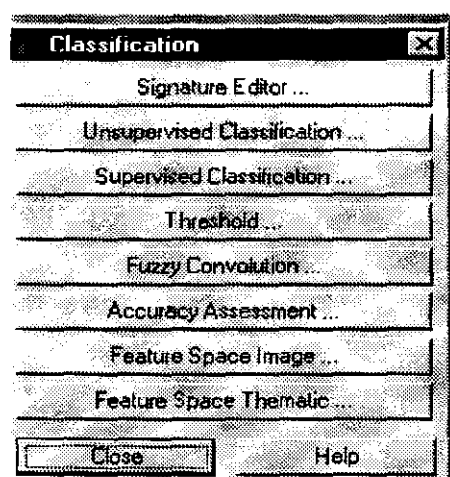 Classification
Signature Editor ...
Unsupervised Classification ...
Supervised Classification ...
Threshold ...
Fuzzy Convolution ...
Accuracy Assessment ...
Feature Space Image ...
Feature Space Thematic ...
Close Help